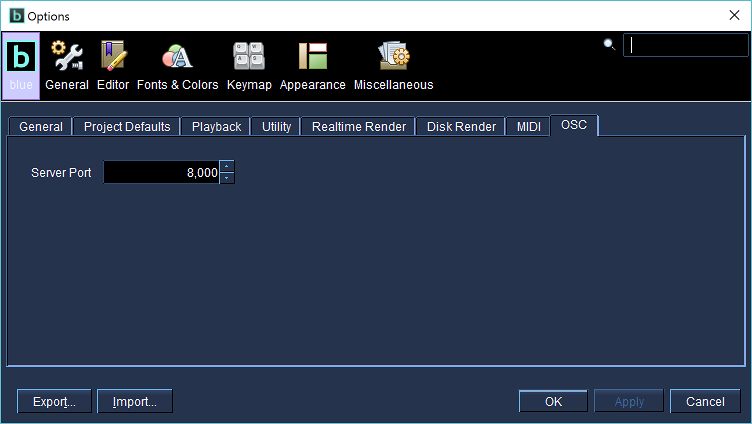 b Options
b
blue General Editor Fonts & Colors Keymap Appearance Miscellaneous
General Project Defaults Playback Utility Realtime Render Disk Render MIDI OSC
Server Port 8,000
Export... Import... OK Apply Cancel